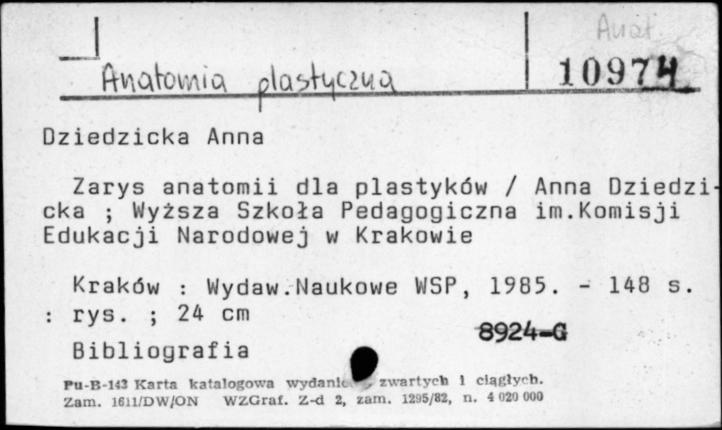 Anat.
Anatomia plastyczna
10974
Dziedzicka Anna
Zarys anatomii dla plastyków / Anna Dziedzi-
cka ; Wyższa Szkoła Pedagogiczna im.Komisji
Edukacji Narodowej w Krakowie
Kraków : Wydaw.Naukowe WSP, 1985. - 148 s.
: rys. ; 24 cm
8924-G
Bibliografia
Pu-B-143 Karta katalogowa zwartych i ciągłych.
Zam. 1611/DW/ON WZGraf. Z-d 2, zam. 1295/82, n. 4 020 000